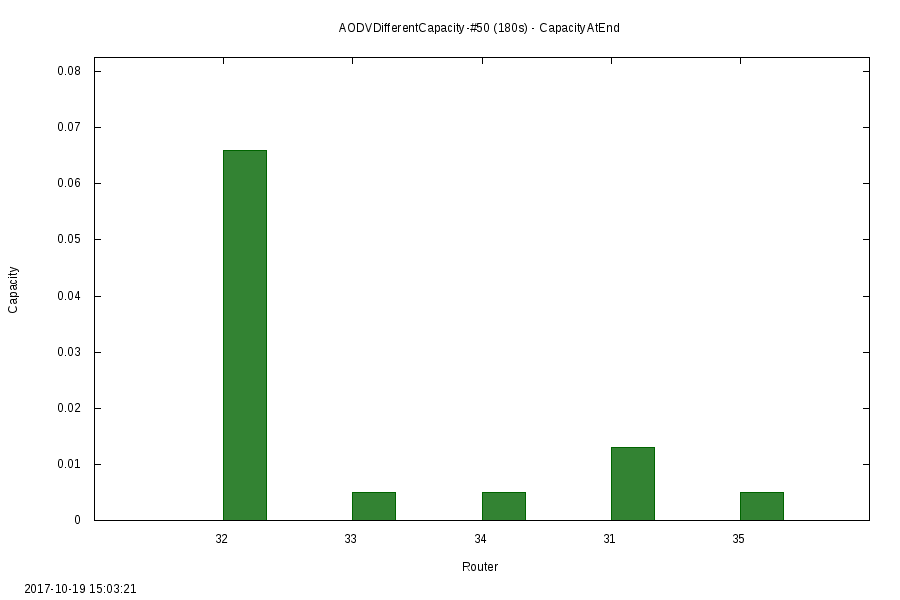 AODVDifferentCapacity-#50 (180s) - CapacityAtEnd
0.08
0.07
0.06
0.05
0.04
0.03
0.02
0.01
0
Capacity
32 33 34 31 35
Router
2017-10-19 15:03:21